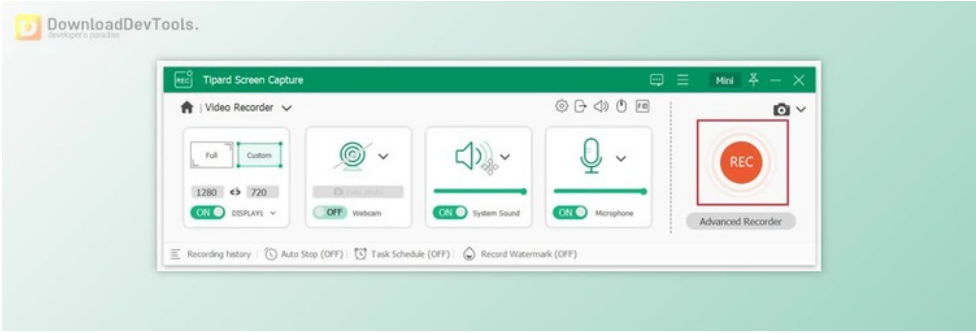 DownloadDevTools.
developer's paradise
REC Tipard Screen Capture Mini
Video Recorder
Full Custom
1280 720
ON DISPLAY1
OFF Webcam
ON System Sound
ON Microphone
REC
Advanced Recorder
Recording history Auto Stop (OFF) Task Schedule (OFF) Record Watermark (OFF)